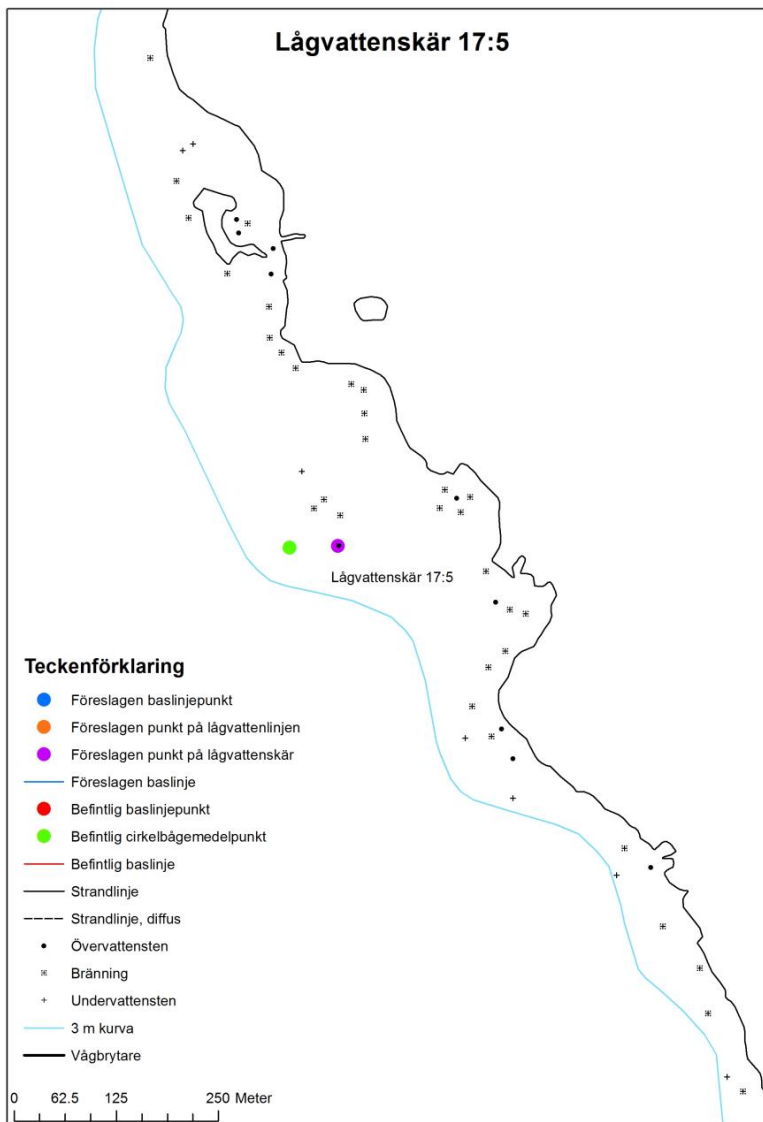 Lågvattenskär 17:5
Lågvattenskär 17:5
Teckenförklaring
Föreslagen baslinjepunkt
Föreslagen punkt på lågvattenlinjen
Föreslagen punkt på lågvattenskär
Föreslagen baslinje
Befintlig baslinjepunkt
Befintlig cirkelbågemedelpunkt
Befintlig baslinje
Strandlinje
Strandlinje, diffus
Övervattensten
Bränning
Undervattensten
3 m kurva
Vågbrytare
0 62.5 125 250 Meter